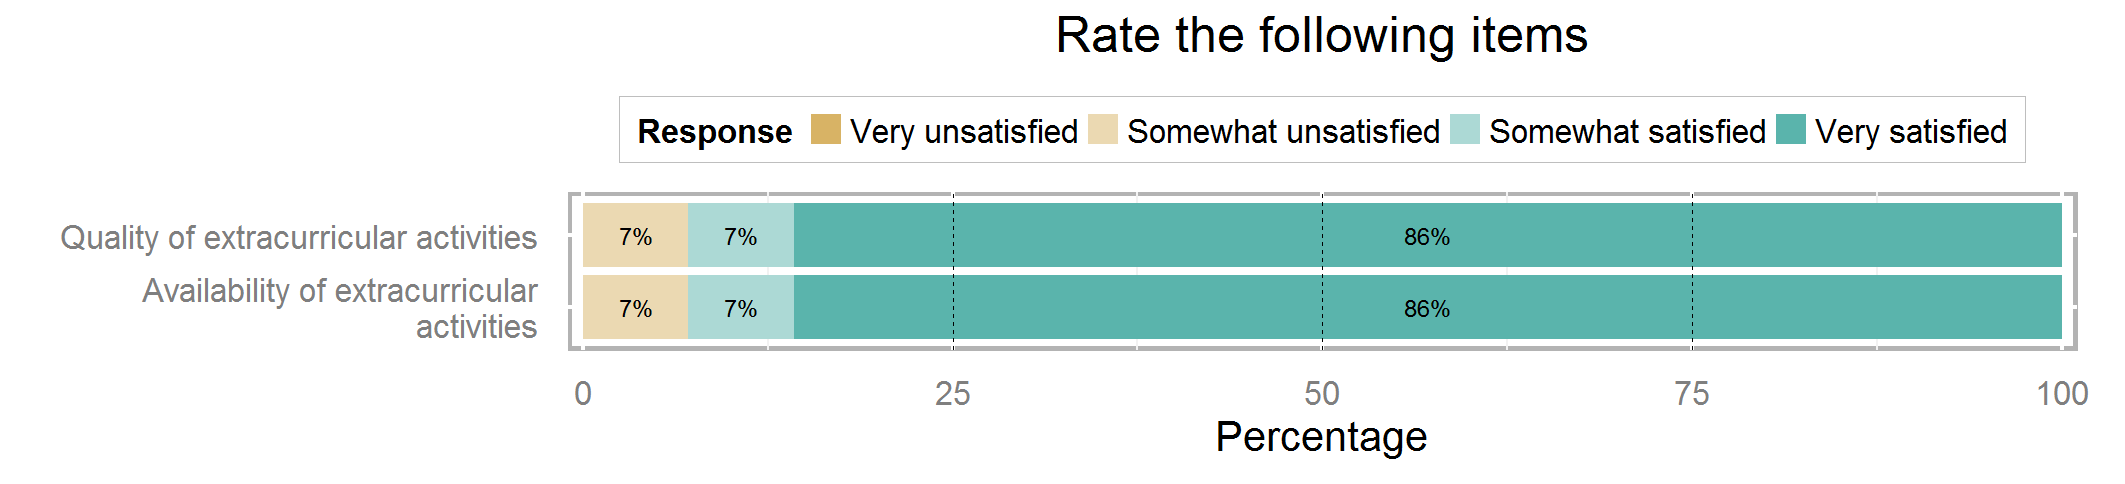 Rate the following items
Response Very unsatisfied Somewhat unsatisfied Somewhat satisfied Very satisfied
Quality of extracurricular activities 7% 7% 86%
Availability of extracurricular
activities 7% 7% 86%
0 25 50 75 100
Percentage